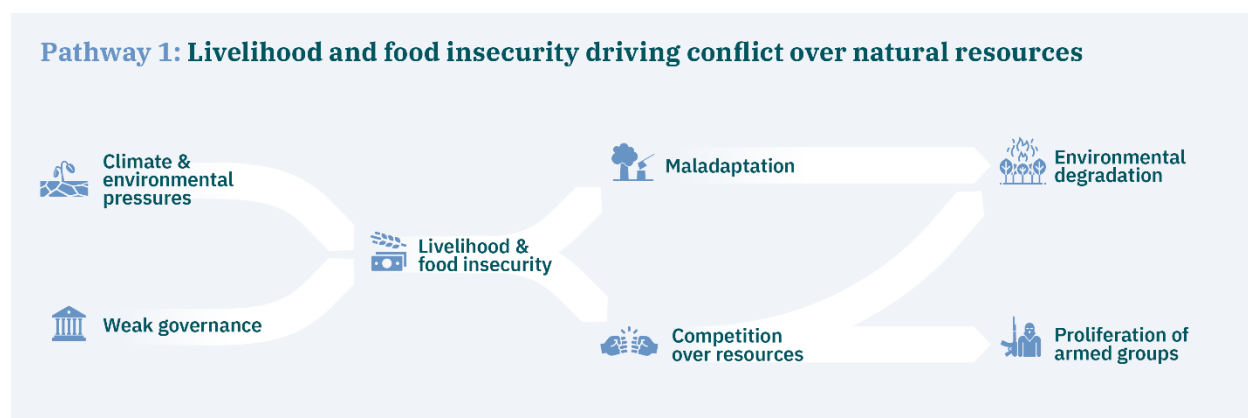 Pathway 1: Livelihood and food insecurity driving conflict over natural resources
Climate &
environmental
pressures
Weak governance
Livelihood &
food insecurity
Maladaptation
Competition
over resources
Environmental
degradation
Proliferation of
armed groups